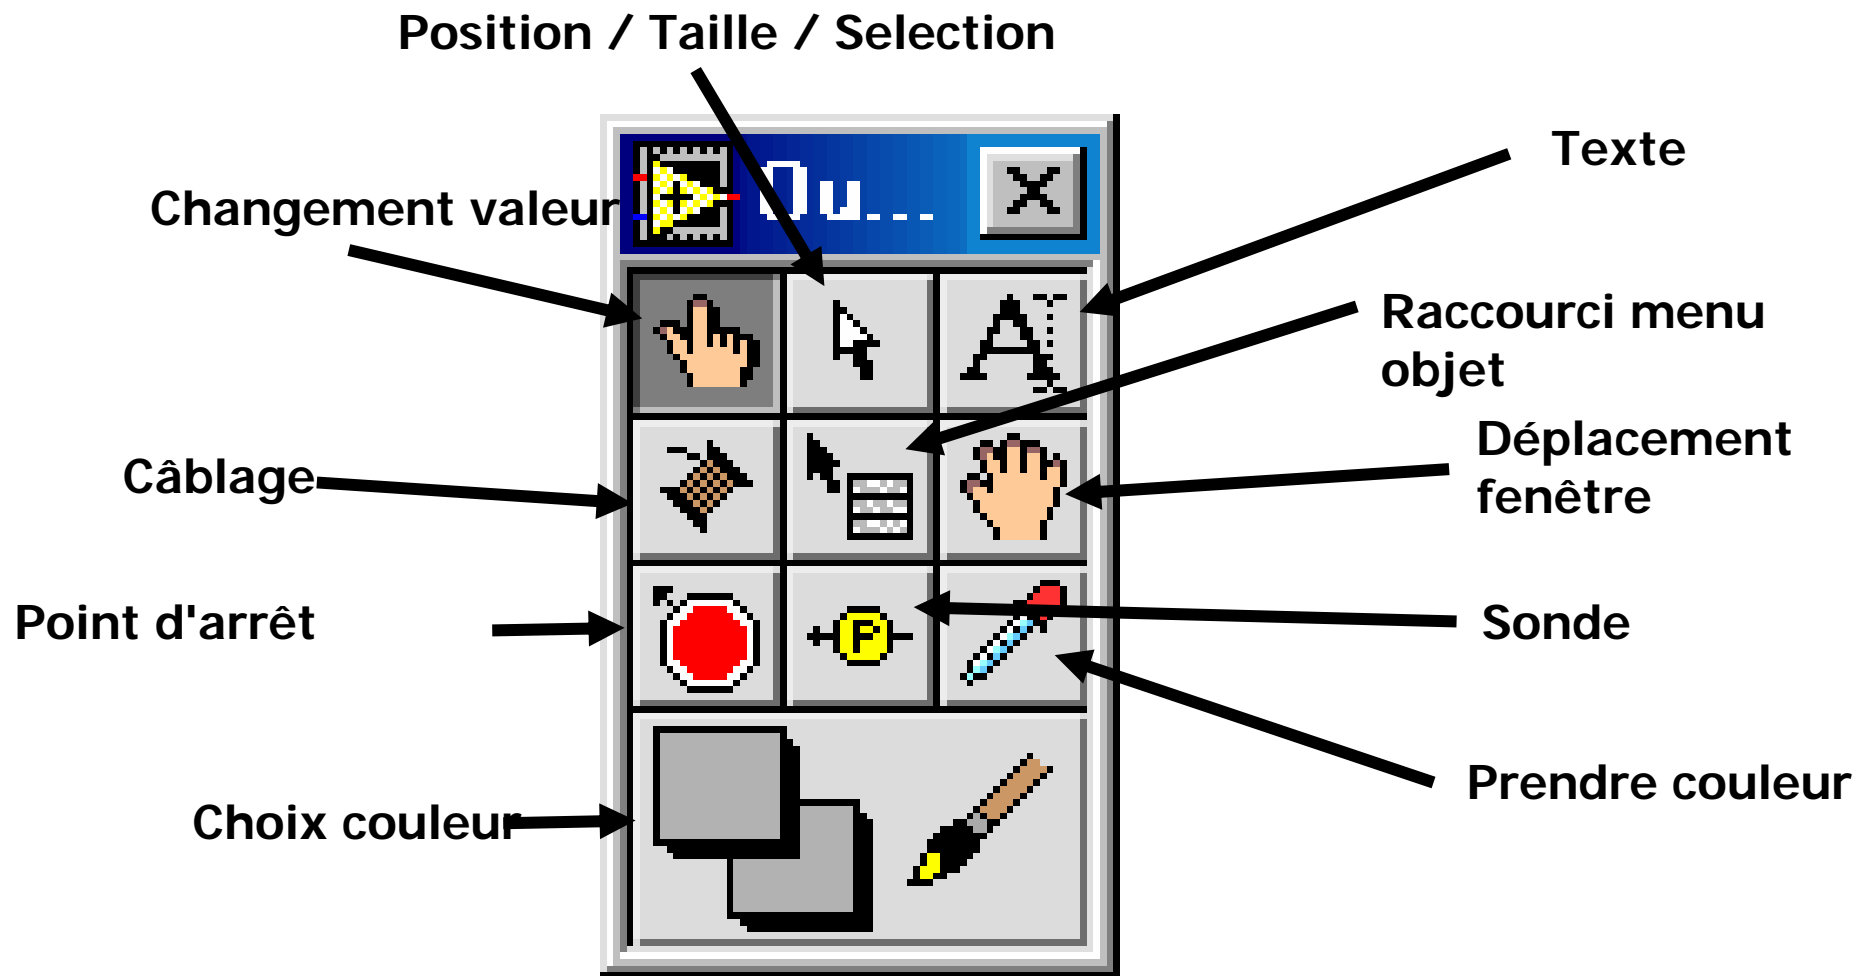 Position / Taille / Selection
Texte
Changement valeur
Ou...
Raccourci menu
objet
Déplacement
fenêtre
Câblage
Point d'arrêt
P
Sonde
Prendre couleur
Choix couleur